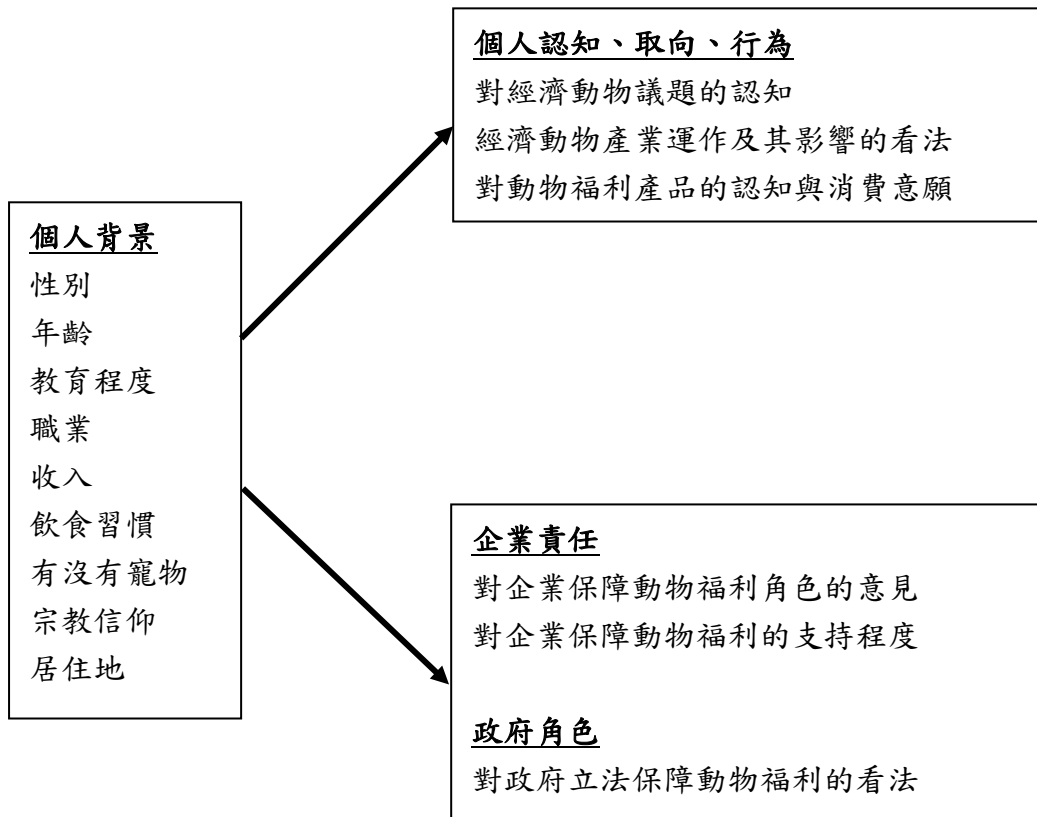 個人認知、取向、行為
對經濟動物議題的認知
經濟動物產業運作及其影響的看法
對動物福利產品的認知與消費意願
個人背景
性別
年齡
教育程度
職業
收入
飲食習慣
有沒有寵物
宗教信仰
居住地
企業責任
對企業保障動物福利角色的意見
對企業保障動物福利的支持程度
政府角色
對政府立法保障動物福利的看法